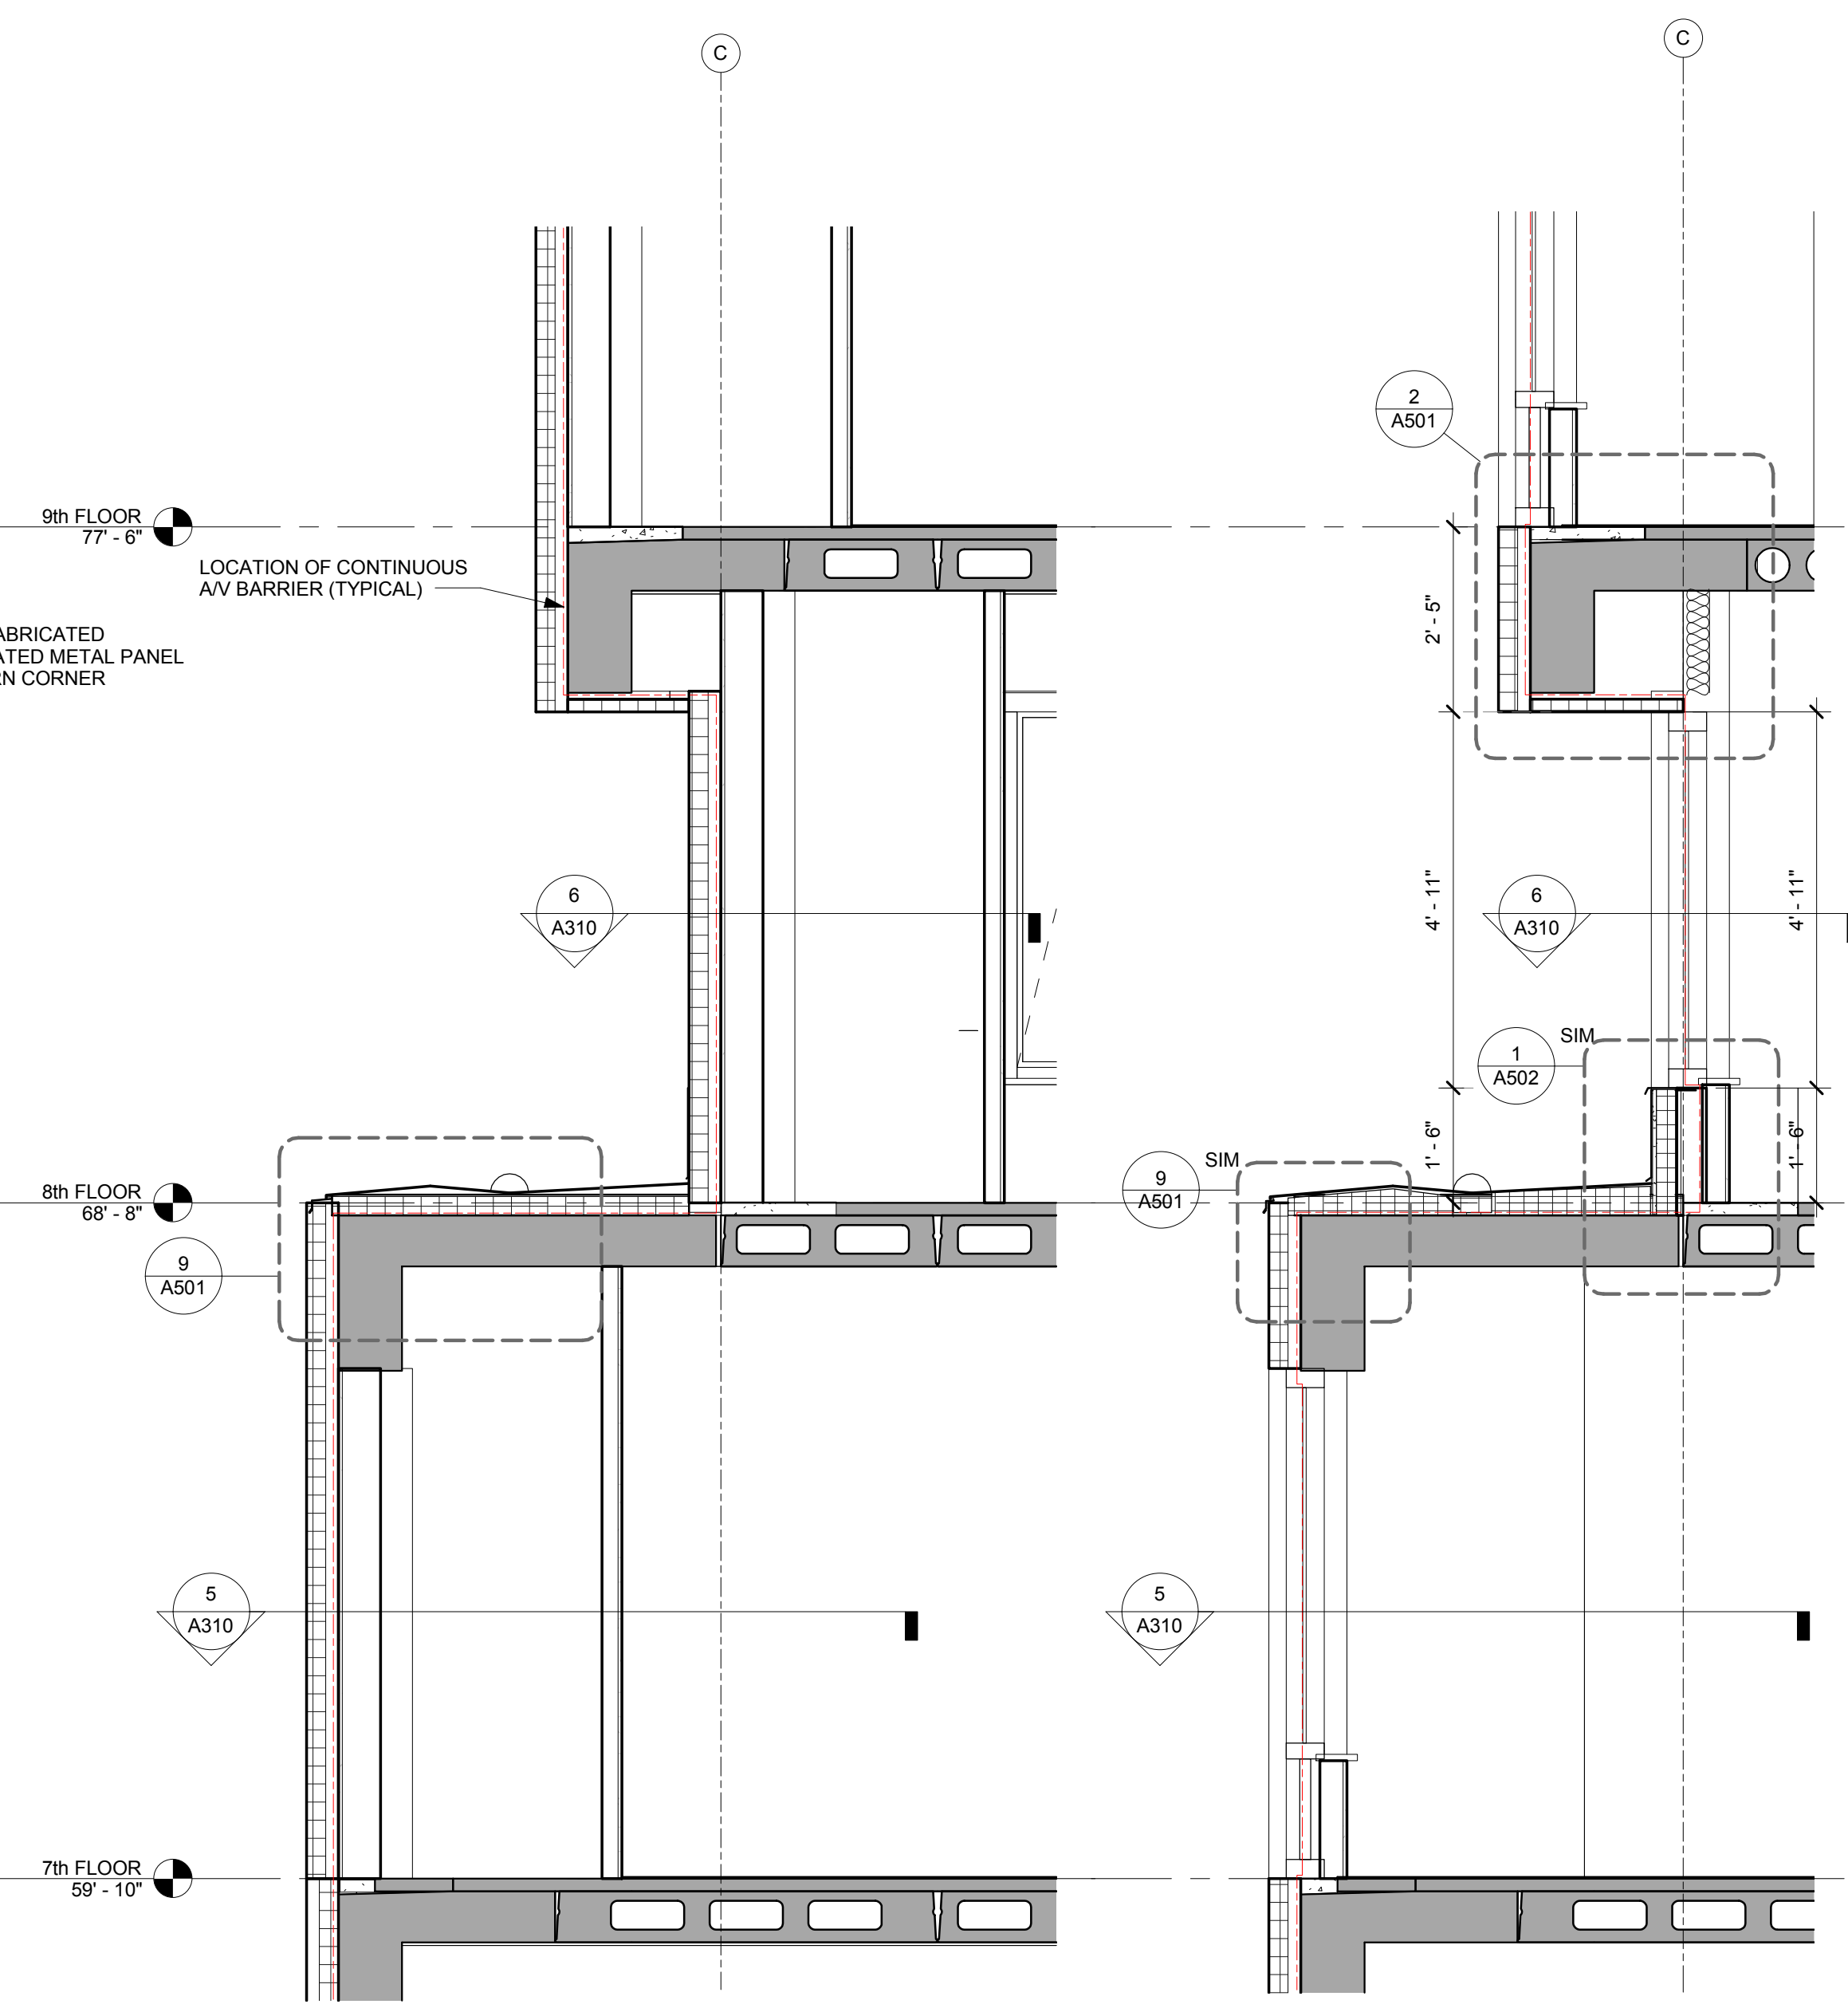 C
C
2
A501
9th FLOOR
77' - 6"
LOCATION OF CONTINUOUS
A/V BARRIER (TYPICAL)
ABRICATED
ATED METAL PANEL
RN CORNER
2' - 5"
6
A310
4' - 11"
6
A310
4' - 11"
SIM
1
A502
1' - 6"
1' - 6"
SIM
9
A501
8th FLOOR
68' - 8"
9
A501
5
A310
5
A310
7th FLOOR
59' - 10"